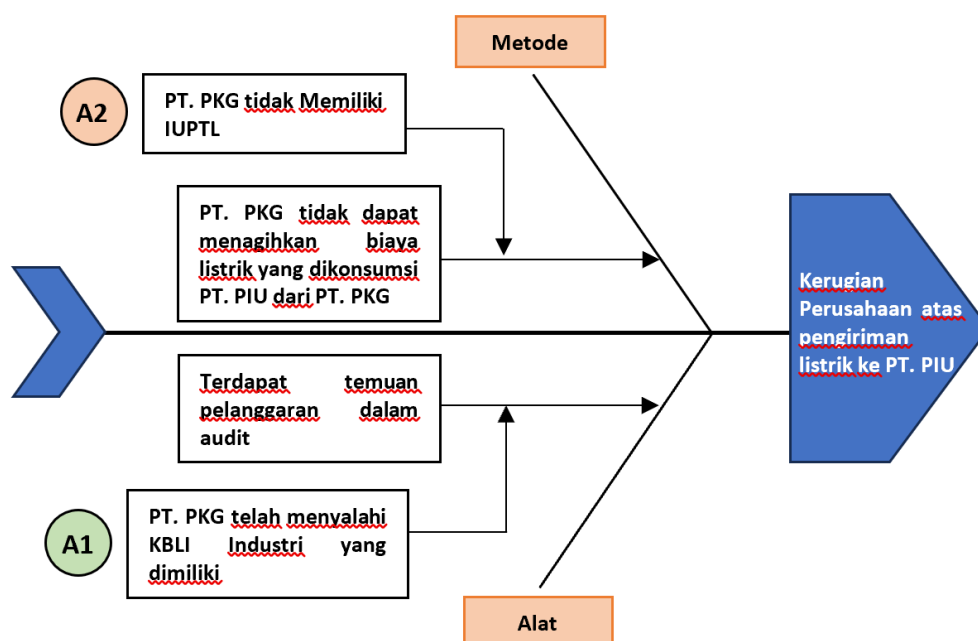 Metode
A2
PT. PKG tidak Memiliki
IUPTL
PT. PKG tidak dapat
menagihkan biaya
listrik yang dikonsumsi
PT. PIU dari PT. PKG
Kerugian
Perusahaan atas
pengiriman
listrik ke PT. PIU
Terdapat temuan
pelanggaran dalam
audit
A1
PT. PKG telah menyalahi
KBLI Industri yang
dimiliki
Alat